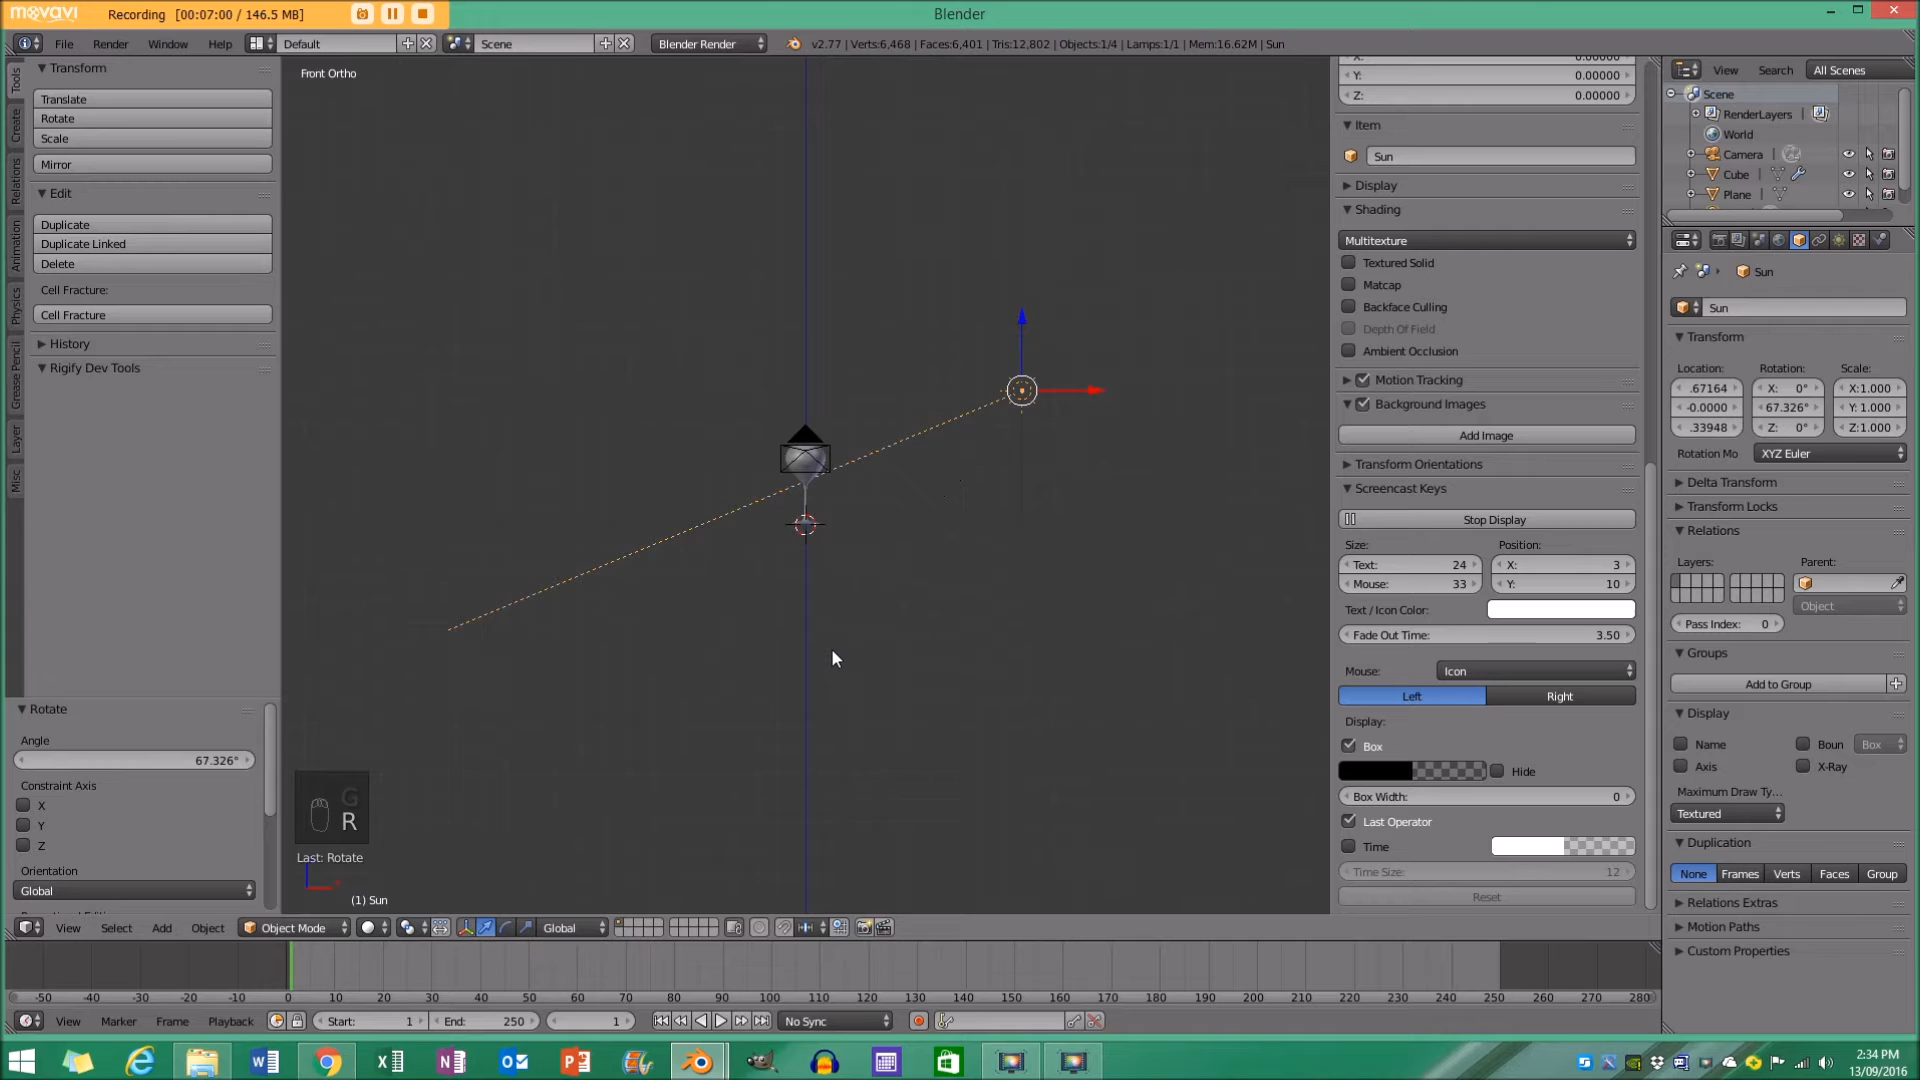 movavi Recording [00:07:00 / 146.5 MB] Blender
File Render Window Help Default Scene Blender Render v2.77 | Verts:6,468 | Faces:6,401 | Tris:12,802 | Objects:1/4 | Lamps:1/1 | Mem:16.62M | Sun
Tools
Create
Relations
Animation
Physics
Grease Pencil
Layer
Misc
Transform
Translate
Rotate
Scale
Mirror
Edit
Duplicate
Duplicate Linked
Delete
Cell Fracture:
Cell Fracture
History
Rigify Dev Tools
Rotate
Angle
67.326°
Constraint Axis
X
Y
Z
Orientation
Global
Front Ortho
G
R
Last: Rotate
(1) Sun
Y: 0.00000
Z: 0.00000
Item
Sun
Display
Shading
Multitexture
Textured Solid
Matcap
Backface Culling
Depth Of Field
Ambient Occlusion
Motion Tracking
Background Images
Add Image
Transform Orientations
Screencast Keys
Stop Display
Size: Position:
Text: 24 X: 3
Mouse: 33 Y: 10
Text / Icon Color:
Fade Out Time: 3.50
Mouse: Icon
Left Right
Display:
Box
Hide
Box Width: 0
Last Operator
Time
Time Size: 12
Reset
View Search All Scenes
Scene
RenderLayers
World
Camera
Cube
Plane
Sun
Sun
Transform
Location: Rotation: Scale:
.67164 X: 0° X:1.000
-0.0000 67.326° Y: 1.000
.33948 Z: 0° Z:1.000
Rotation Mo XYZ Euler
Delta Transform
Transform Locks
Relations
Layers: Parent:
Object
Pass Index: 0
Groups
Add to Group
Display
Name Boun Box
Axis X-Ray
Maximum Draw Ty...
Textured
Duplication
None Frames Verts Faces Group
Relations Extras
Motion Paths
Custom Properties
View Select Add Object Object Mode Global
-50 -40 -30 -20 -10 0 10 20 30 40 50 60 70 80 90 100 110 120 130 140 150 160 170 180 190 200 210 220 230 240 250 260 270 280
View Marker Frame Playback Start: 1 End: 250 1 No Sync
2:34 PM
13/09/2016